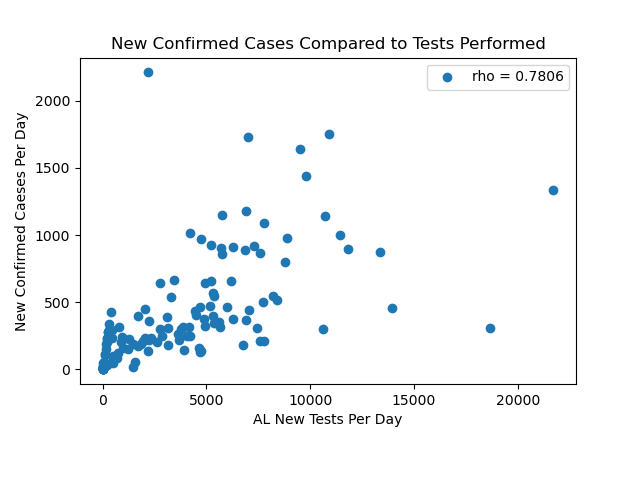 New Confirmed Cases Compared to Tests Performed
rho = 0.7806
New Confirmed Caeses Per Day
2000
1500
1000
500
0
0 5000 10000 15000 20000
AL New Tests Per Day